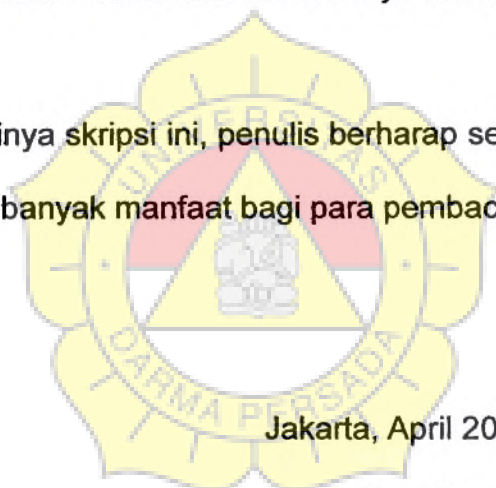 inya skripsi ini, penulis berharap se
UNIVERSITAS
banyak manfaat bagi para pembac
DARMA PERSADA
Jakarta, April 20